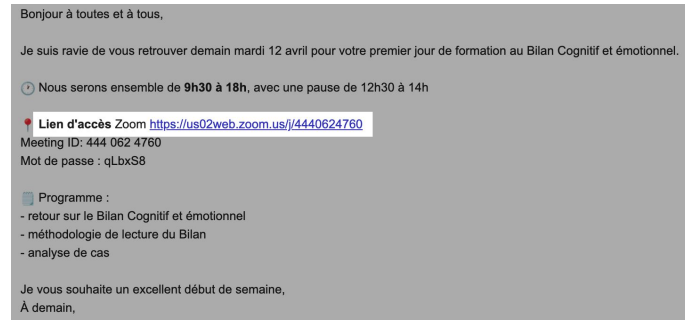 Bonjour à toutes et à tous,
Je suis ravie de vous retrouver demain mardi 12 avril pour votre premier jour de formation au Bilan Cognitif et émotionnel.
🕐 Nous serons ensemble de 9h30 à 18h, avec une pause de 12h30 à 14h
📍 Lien d'accès Zoom https://us02web.zoom.us/j/4440624760
Meeting ID: 444 062 4760
Mot de passe : qLbxS8
🗒️ Programme :
- retour sur le Bilan Cognitif et émotionnel
- méthodologie de lecture du Bilan
- analyse de cas
Je vous souhaite un excellent début de semaine,
À demain,